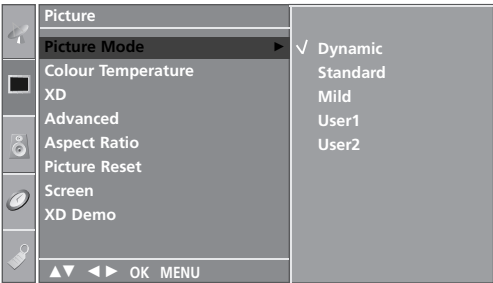 Picture
Picture Mode ► √ Dynamic
Colour Temperature Standard
XD Mild
Advanced User1
Aspect Ratio User2
Picture Reset
Screen
XD Demo
▲▼ ◄► OK MENU